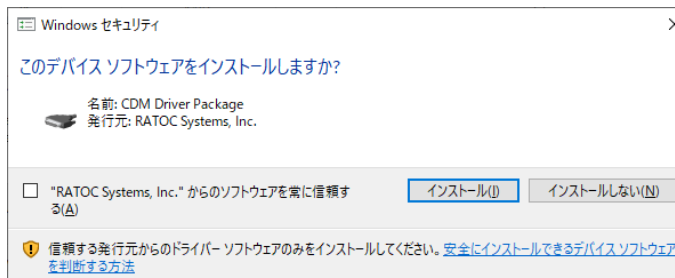 Windows セキュリティ
このデバイス ソフトウェアをインストールしますか?
名前: CDM Driver Package
発行元: RATOC Systems, Inc.
"RATOC Systems, Inc." からのソフトウェアを常に信頼す
る(A)
インストール(I)
インストールしない(N)
信頼する発行元からのドライバー ソフトウェアのみをインストールしてください。安全にインストールできるデバイス ソフトウェア
を判断する方法